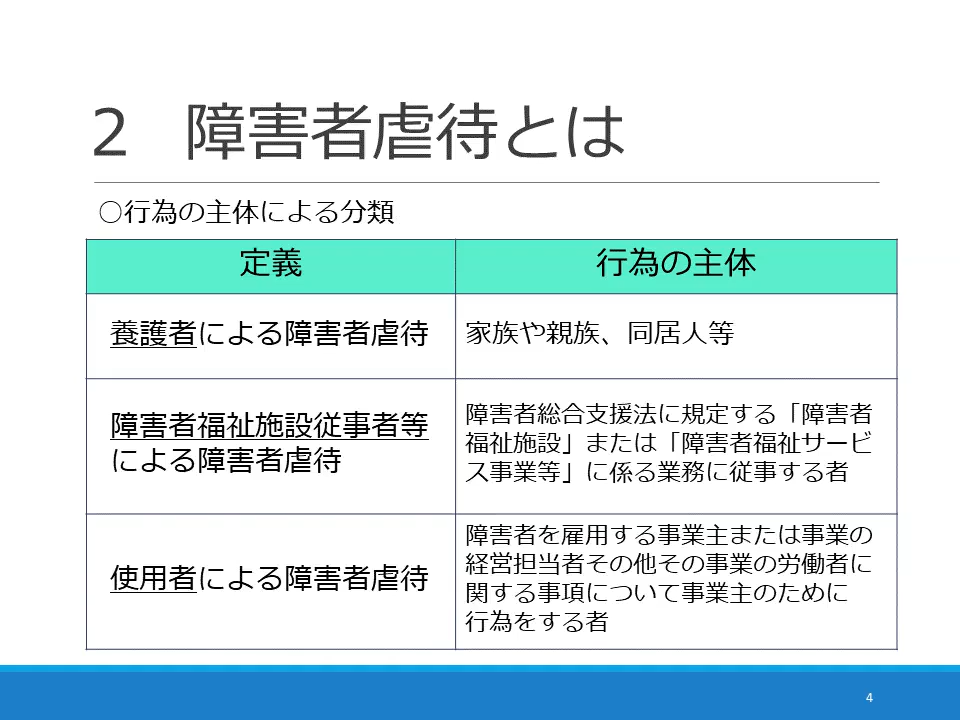 2 障害者虐待とは
○行為の主体による分類
定義
行為の主体
養護者による障害者虐待
家族や親族、同居人等
障害者福祉施設従事者等
による障害者虐待
障害者総合支援法に規定する「障害者
福祉施設」または「障害者福祉サービ
ス事業等」に係る業務に従事する者
使用者による障害者虐待
障害者を雇用する事業主または事業の
経営担当者その他その事業の労働者に
関する事項について事業主のために
行為をする者
4